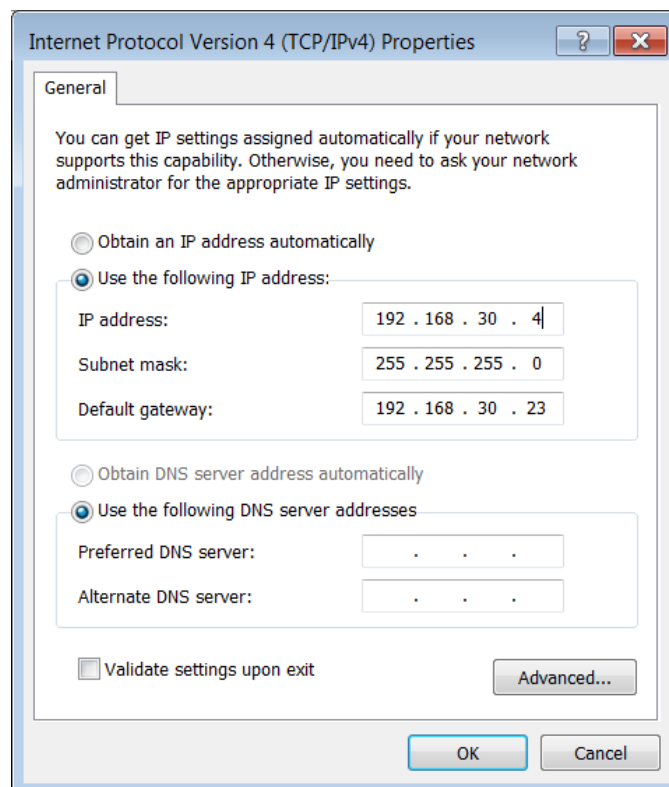 Internet Protocol Version 4 (TCP/IPv4) Properties
?
General
You can get IP settings assigned automatically if your network
supports this capability. Otherwise, you need to ask your network
administrator for the appropriate IP settings.
Obtain an IP address automatically
Use the following IP address:
IP address: 192 . 168 . 30 . 4
Subnet mask: 255 . 255 . 255 . 0
Default gateway: 192 . 168 . 30 . 23
Obtain DNS server address automatically
Use the following DNS server addresses
Preferred DNS server: . . .
Alternate DNS server: . . .
Validate settings upon exit
Advanced...
OK Cancel